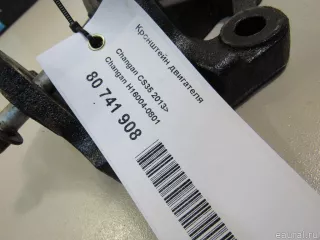 Кронштейн двигателя
Changan CS35 2013>
Changan H16004-0801
80 741 908